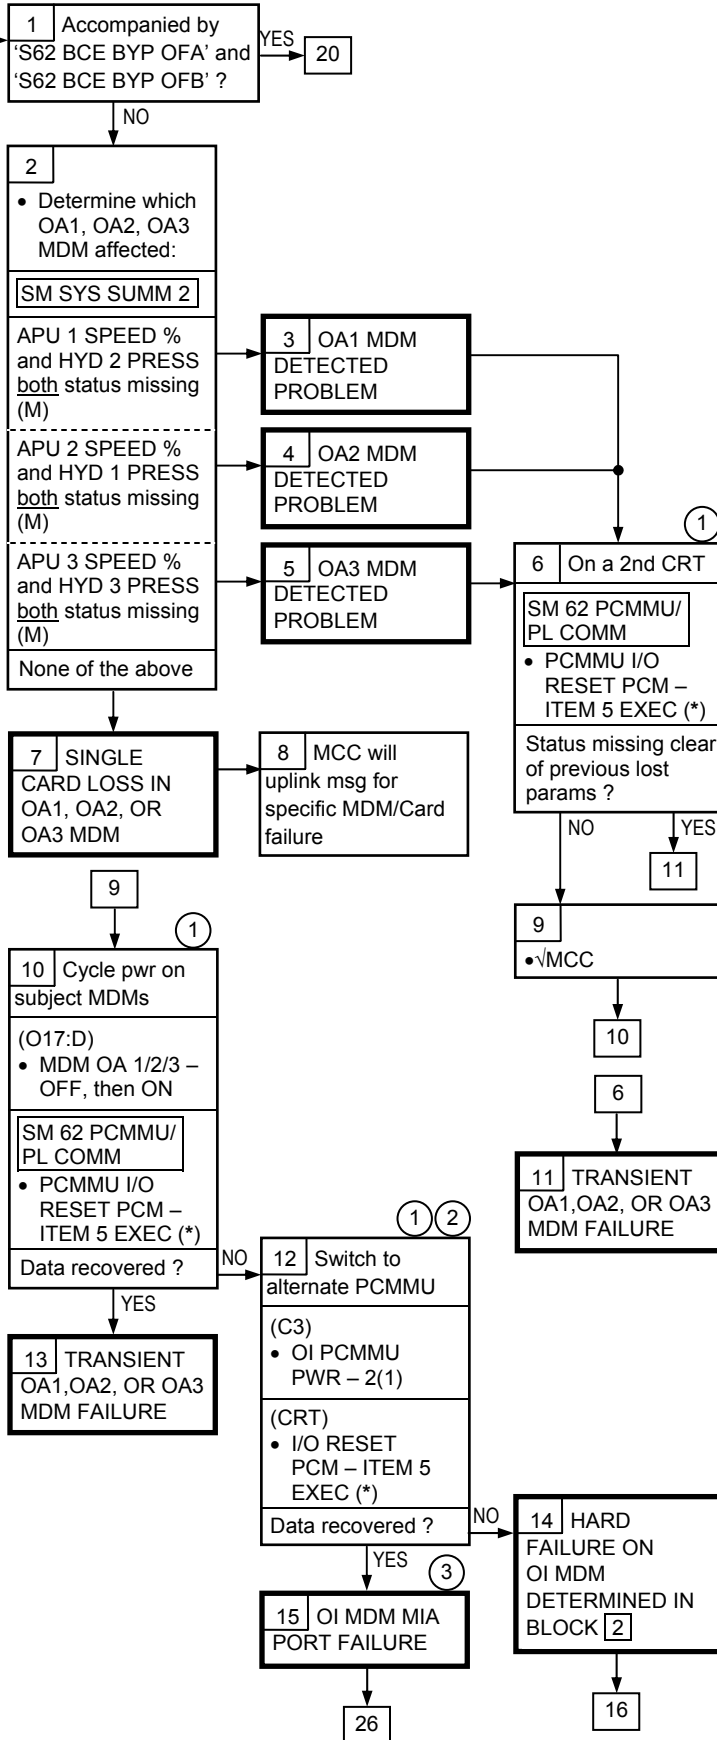 1 Accompanied by
‘S62 BCE BYP OFA’ and
‘S62 BCE BYP OFB’ ?
YES
20
NO
2
• Determine which
OA1, OA2, OA3
MDM affected:
SM SYS SUMM 2
APU 1 SPEED %
and HYD 2 PRESS
both status missing
(M)
APU 2 SPEED %
and HYD 1 PRESS
both status missing
(M)
APU 3 SPEED %
and HYD 3 PRESS
both status missing
(M)
None of the above
3 OA1 MDM
DETECTED
PROBLEM
4 OA2 MDM
DETECTED
PROBLEM
5 OA3 MDM
DETECTED
PROBLEM
1
6 On a 2nd CRT
SM 62 PCMMU/
PL COMM
• PCMMU I/O
RESET PCM –
ITEM 5 EXEC (*)
Status missing clear
of previous lost
params ?
NO
YES
11
7 SINGLE
CARD LOSS IN
OA1, OA2, OR
OA3 MDM
8 MCC will
uplink msg for
specific MDM/Card
failure
9
•√MCC
10
9
1
10 Cycle pwr on
subject MDMs
(O17:D)
• MDM OA 1/2/3 –
OFF, then ON
SM 62 PCMMU/
PL COMM
• PCMMU I/O
RESET PCM –
ITEM 5 EXEC (*)
Data recovered ?
NO
YES
6
11 TRANSIENT
OA1,OA2, OR OA3
MDM FAILURE
1 2
12 Switch to
alternate PCMMU
(C3)
• OI PCMMU
PWR – 2(1)
(CRT)
• I/O RESET
PCM – ITEM 5
EXEC (*)
Data recovered ?
NO
YES
13 TRANSIENT
OA1,OA2, OR OA3
MDM FAILURE
14 HARD
FAILURE ON
OI MDM
DETERMINED IN
BLOCK 2
16
3
15 OI MDM MIA
PORT FAILURE
26